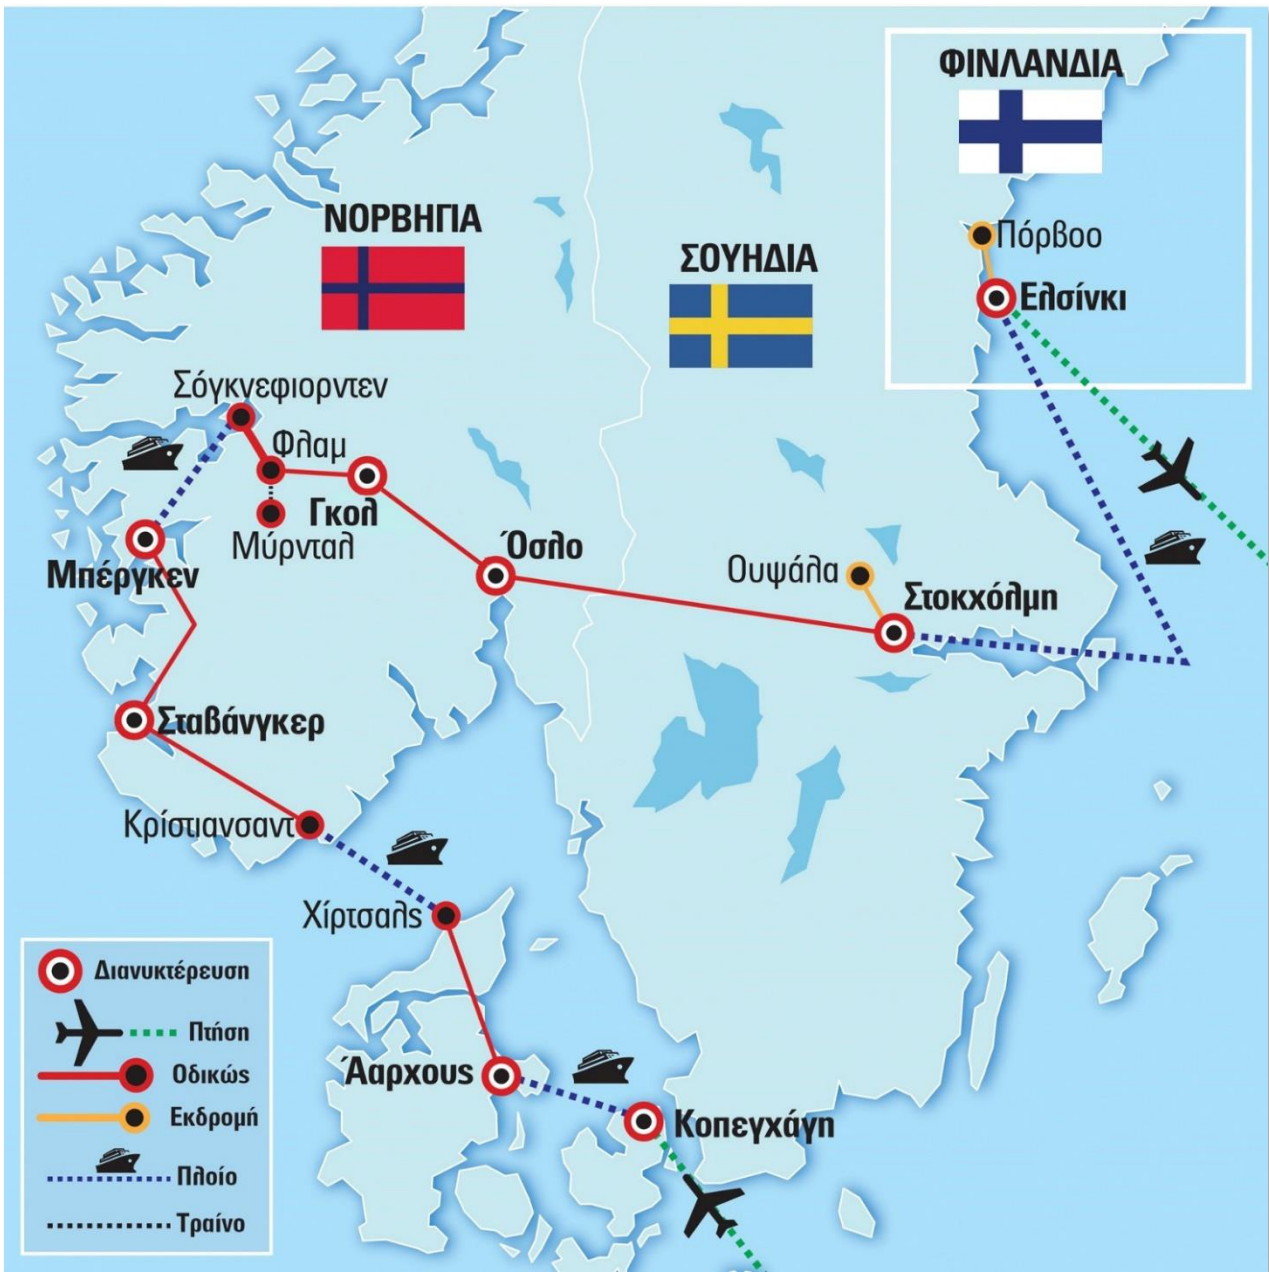 ΦΙΝΛΑΝΔΙΑ
Πόρβοο
Ελσίνκι
ΝΟΡΒΗΓΙΑ
ΣΟΥΗΔΙΑ
Σόγκνεφιορντεν
Φλαμ
Γκολ
Μύρνταλ
Όσλο
Μπέργκεν
Ουψάλα
Στοκχόλμη
Σταβάνγκερ
Κρίστιανσαντ
Χίρτσαλς
Άαρχους
Κοπεγχάγη
Διανυκτέρευση
Πτήση
Οδικώς
Εκδρομή
Πλοίο
Τραίνο